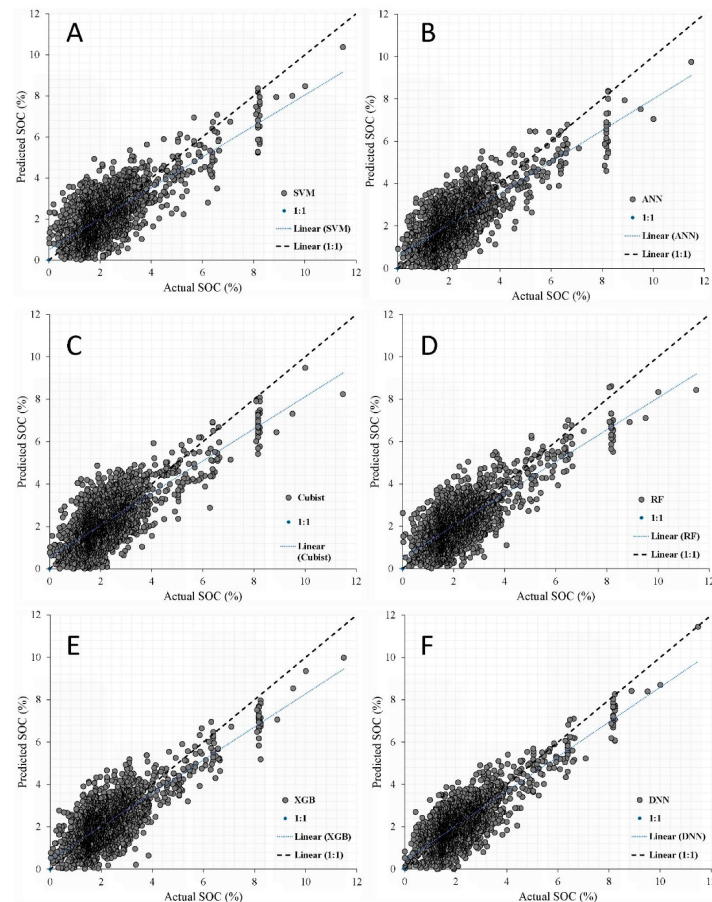 A
12
10
8
6
4
2
0
Predicted SOC (%)
SVM
1:1
Linear (SVM)
Linear (1:1)
0 2 4 6 8 10 12
Actual SOC (%)
B
12
10
8
6
4
2
0
Predicted SOC (%)
ANN
1:1
Linear (ANN)
Linear (1:1)
0 2 4 6 8 10 12
Actual SOC (%)
C
12
10
8
6
4
2
0
Predicted SOC (%)
Cubist
1:1
Linear
(Cubist)
0 2 4 6 8 10 12
Actual SOC (%)
D
12
10
8
6
4
2
0
Predicted SOC (%)
RF
1:1
Linear (RF)
Linear (1:1)
0 2 4 6 8 10 12
Actual SOC (%)
E
12
10
8
6
4
2
0
Predicted SOC (%)
XGB
1:1
Linear (XGB)
Linear (1:1)
0 2 4 6 8 10 12
Actual SOC (%)
F
12
10
8
6
4
2
0
Predicted SOC (%)
DNN
1:1
Linear (DNN)
Linear (1:1)
0 2 4 6 8 10 12
Actual SOC (%)